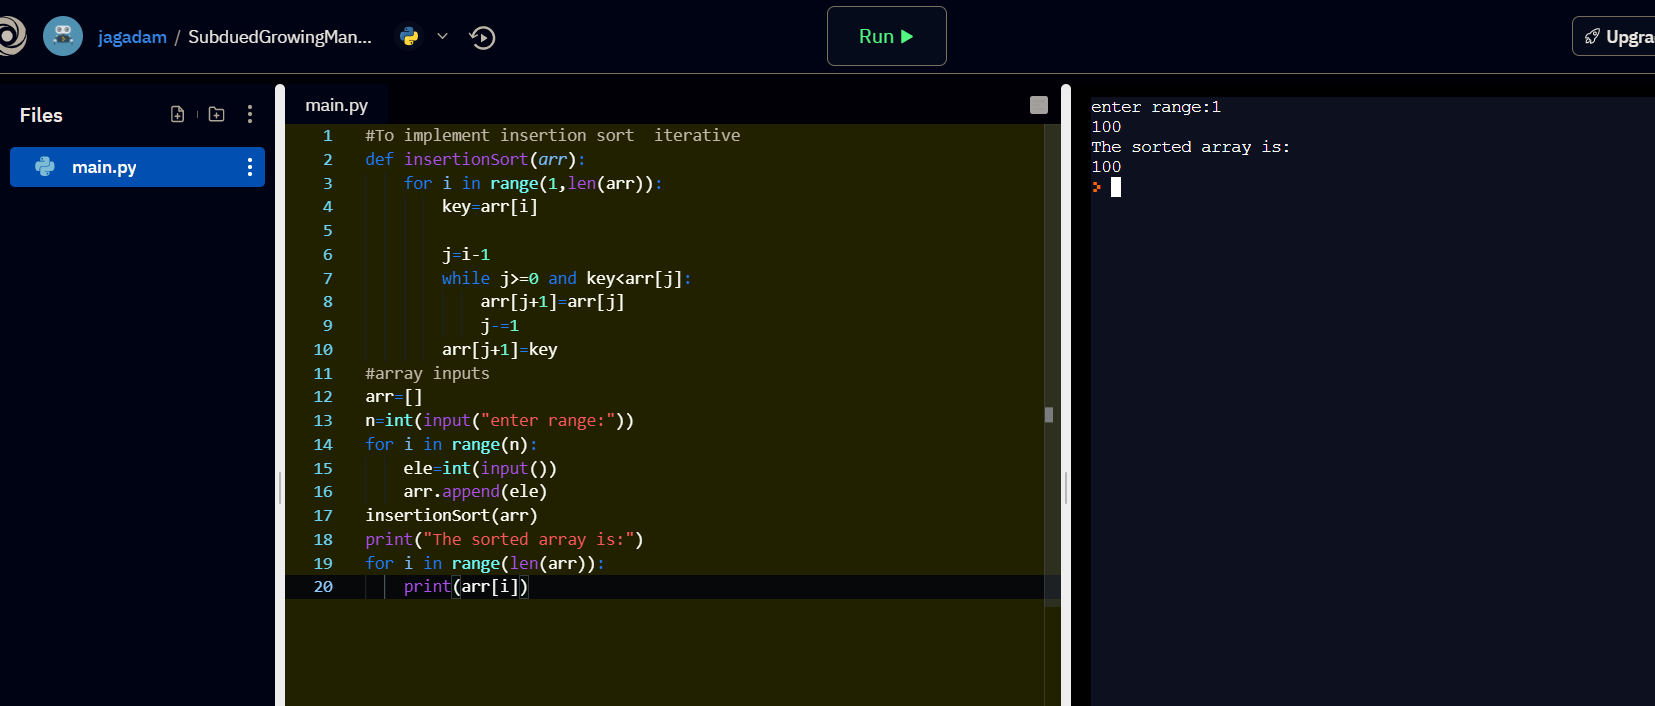 jagadam / SubduedGrowingMan...
Run
Upgra
Files
main.py
main.py
1 #To implement insertion sort  iterative
2 def insertionSort(arr):
3     for i in range(1,len(arr)):
4         key=arr[i]
5
6         j=i-1
7         while j>=0 and key<arr[j]:
8             arr[j+1]=arr[j]
9             j-=1
10         arr[j+1]=key
11 #array inputs
12 arr=[]
13 n=int(input("enter range:"))
14 for i in range(n):
15     ele=int(input())
16     arr.append(ele)
17 insertionSort(arr)
18 print("The sorted array is:")
19 for i in range(len(arr)):
20     print(arr[i])
enter range:1
100
The sorted array is:
100
>